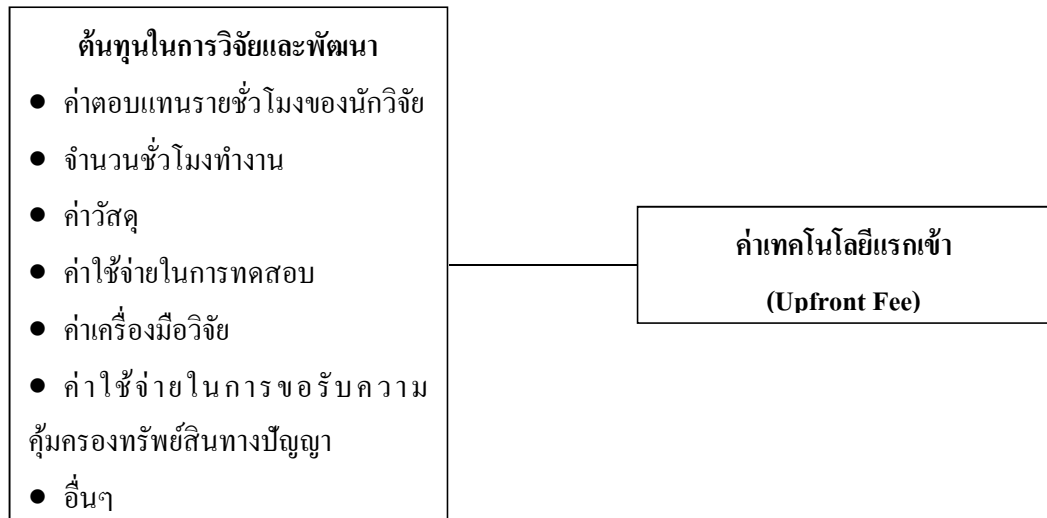 ต้นทุนในการวิจัยและพัฒนา
● ค่าตอบแทนรายชั่วโมงของนักวิจัย
● จำนวนชั่วโมงทำงาน
● ค่าวัสดุ
● ค่าใช้จ่ายในการทดสอบ
● ค่าเครื่องมือวิจัย
● ค่าใช้จ่ายในการขอรับความ
คุ้มครองทรัพย์สินทางปัญญา
● อื่นๆ
ค่าเทคโนโลยีแรกเข้า
(Upfront Fee)